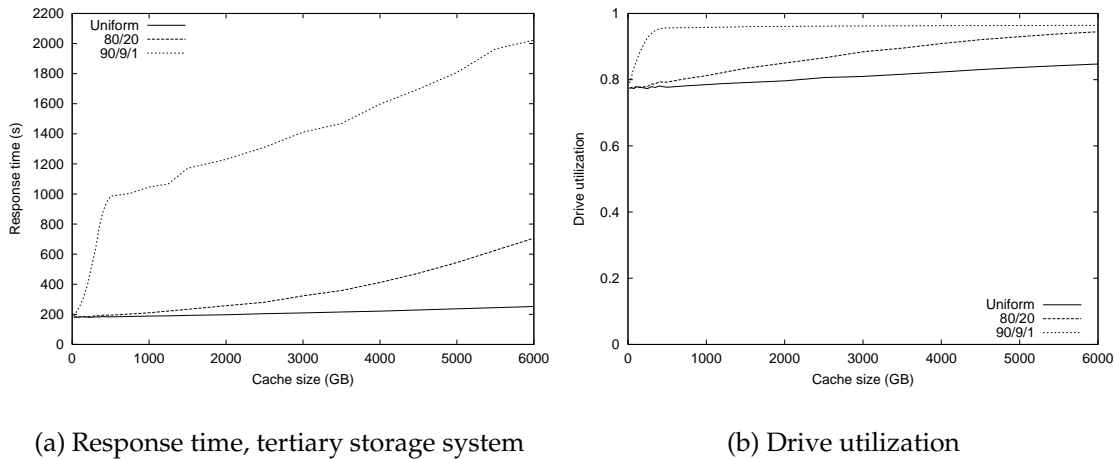 2200
2000
1800
1600
1400
1200
1000
800
600
400
200
0
Response time (s)
Uniform
80/20
90/9/1
0 1000 2000 3000 4000 5000 6000
Cache size (GB)
(a) Response time, tertiary storage system
1
0.8
0.6
0.4
0.2
0
Drive utilization
Uniform
80/20
90/9/1
0 1000 2000 3000 4000 5000 6000
Cache size (GB)
(b) Drive utilization